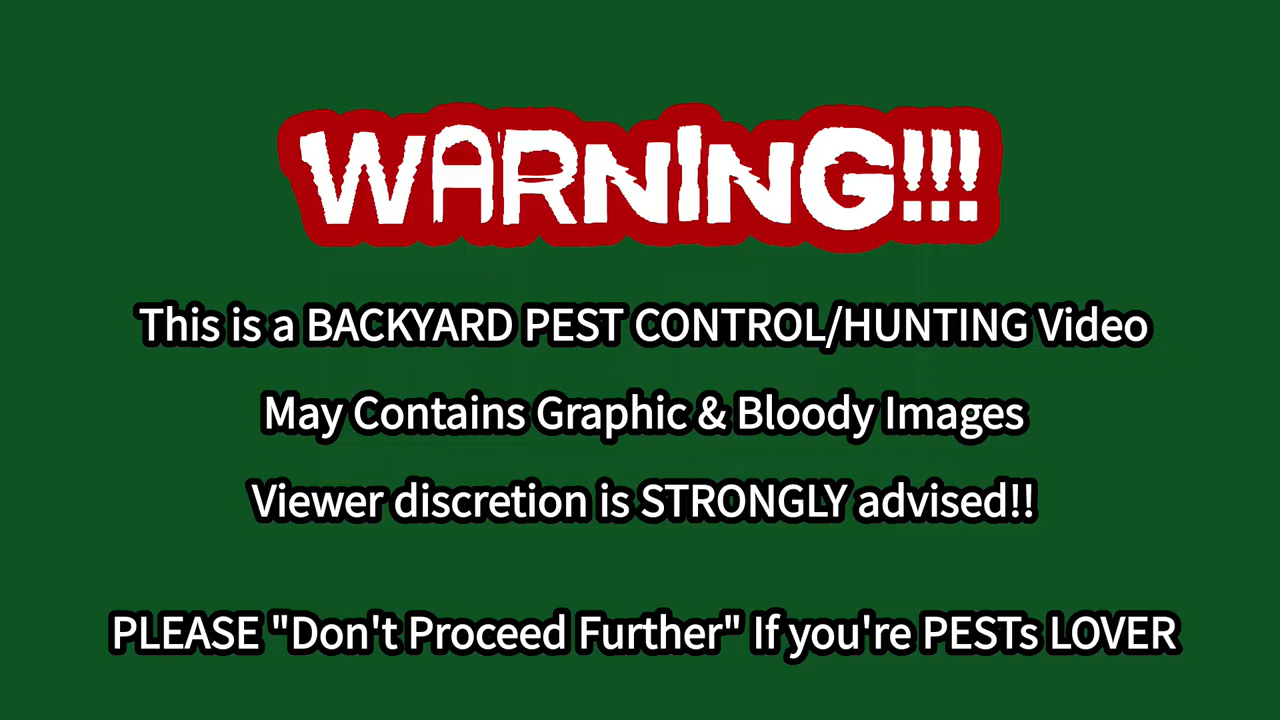 WARNING!!!
This is a BACKYARD PEST CONTROL/HUNTING Video
May Contains Graphic & Bloody Images
Viewer discretion is STRONGLY advised!!
PLEASE "Don't Proceed Further" If you're PESTs LOVER